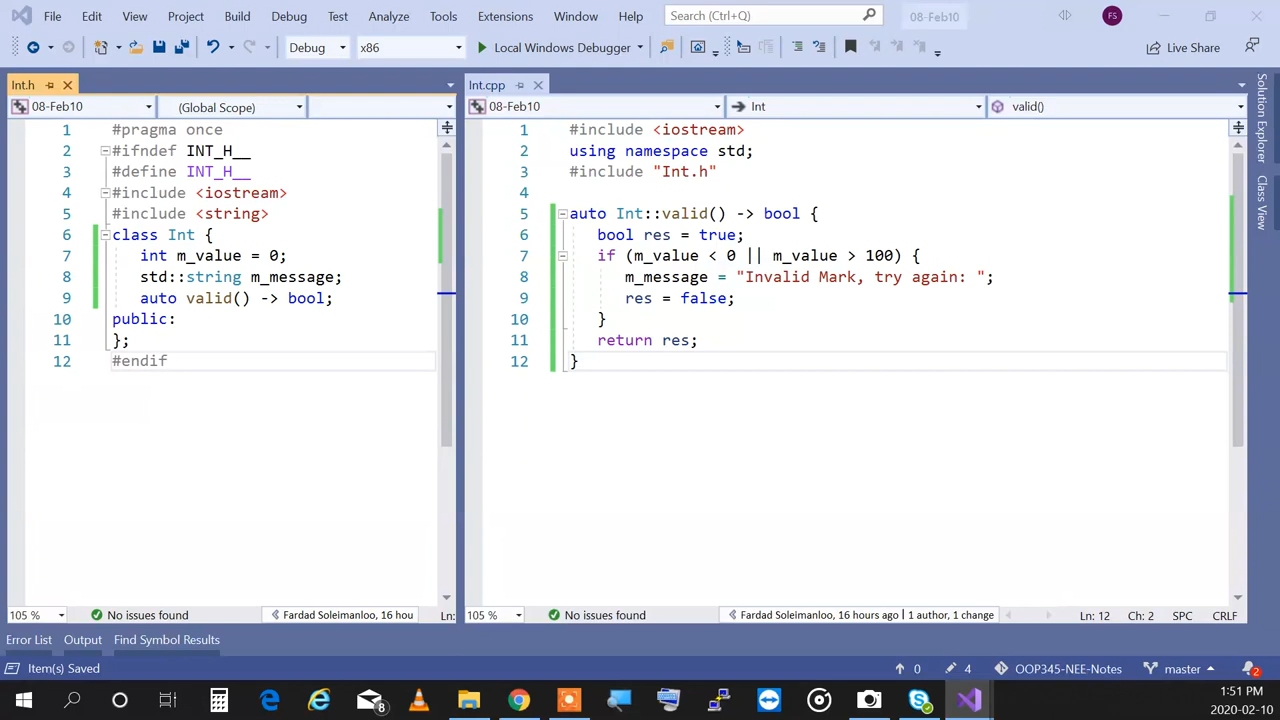 File Edit View Project Build Debug Test Analyze Tools Extensions Window Help Search (Ctrl+Q) 08-Feb10 FS
Debug x86 Local Windows Debugger Live Share
Int.h
08-Feb10 (Global Scope)
1 #pragma once
2 #ifndef INT_H__
3 #define INT_H__
4 #include <iostream>
5 #include <string>
6 class Int {
7 int m_value = 0;
8 std::string m_message;
9 auto valid() -> bool;
10 public:
11 };
12 #endif
105 % No issues found Fardad Soleimanloo, 16 hou Ln:
Int.cpp
08-Feb10 Int valid()
1 #include <iostream>
2 using namespace std;
3 #include "Int.h"
4
5 auto Int::valid() -> bool {
6 bool res = true;
7 if (m_value < 0 || m_value > 100) {
8 m_message = "Invalid Mark, try again: ";
9 res = false;
10 }
11 return res;
12 }
105 % No issues found Fardad Soleimanloo, 16 hours ago | 1 author, 1 change Ln: 12 Ch: 2 SPC CRLF
Solution Explorer
Class View
Error List Output Find Symbol Results
Item(s) Saved 0 4 OOP345-NEE-Notes master 2
8
1:51 PM
2020-02-10